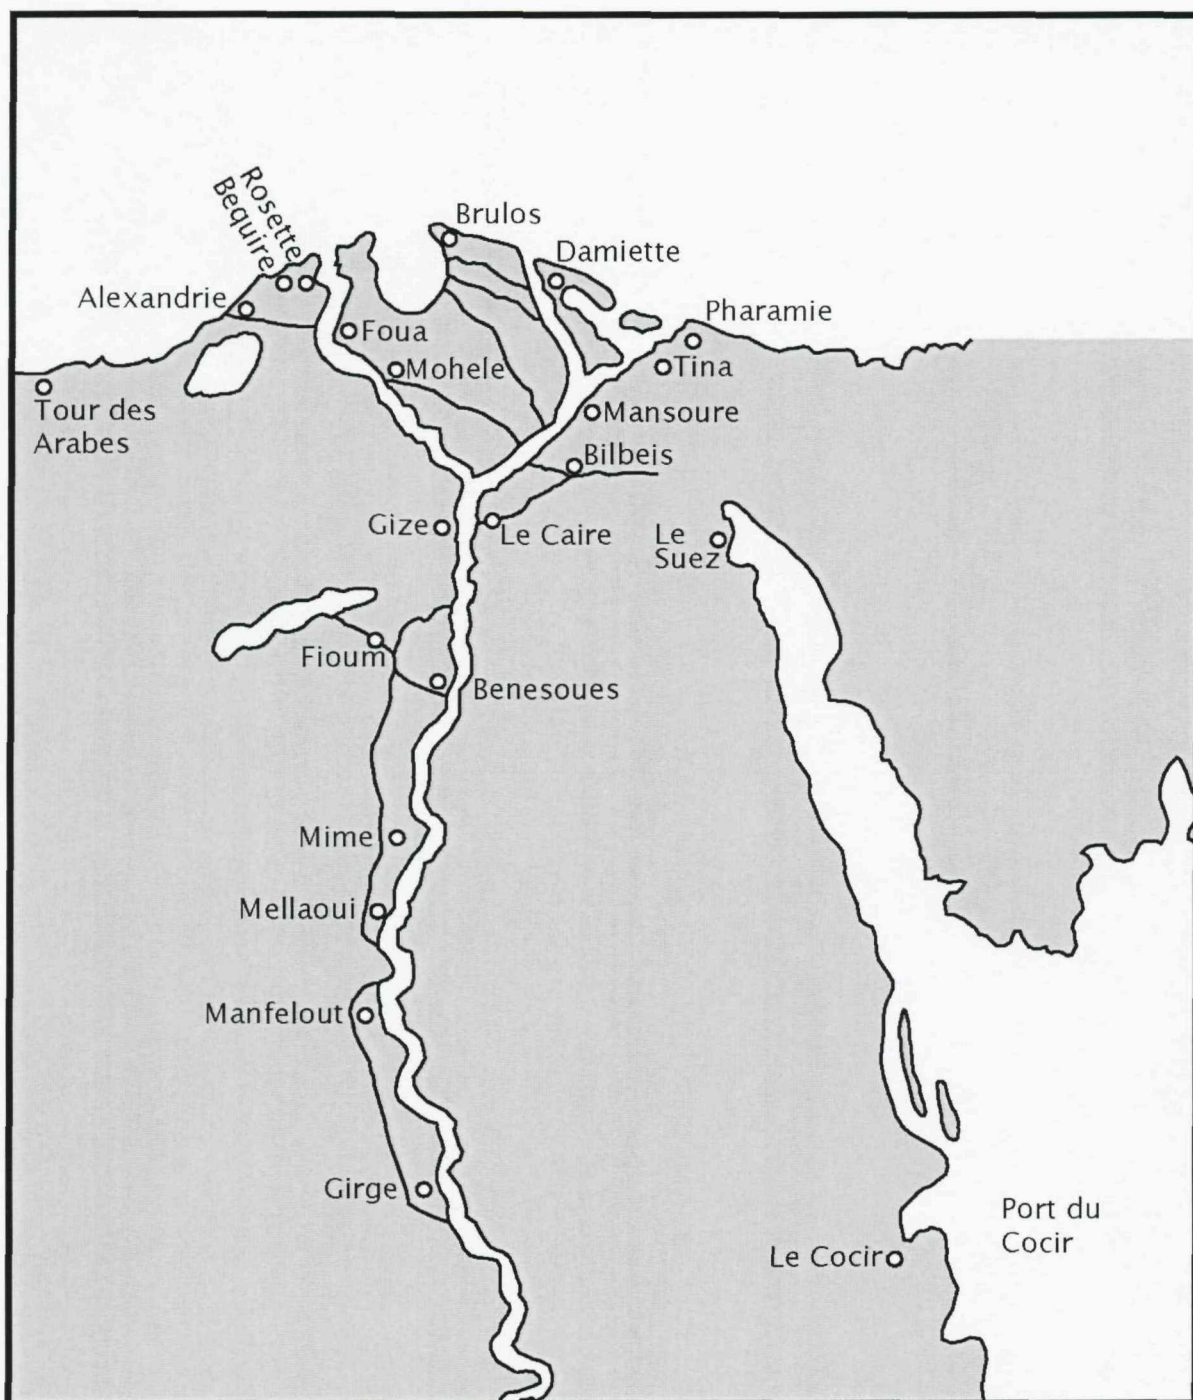 Rosette
Bequire
Brulos
Damiette
Alexandrie
Pharamie
Foua
Mohele
Tina
Tour des
Arabes
Mansoure
Bilbeis
Gize
Le Caire
Le
Suez
Fioum
Benesoues
Mime
Mellaoui
Manfelout
Girge
Port du
Cocir
Le Cocir